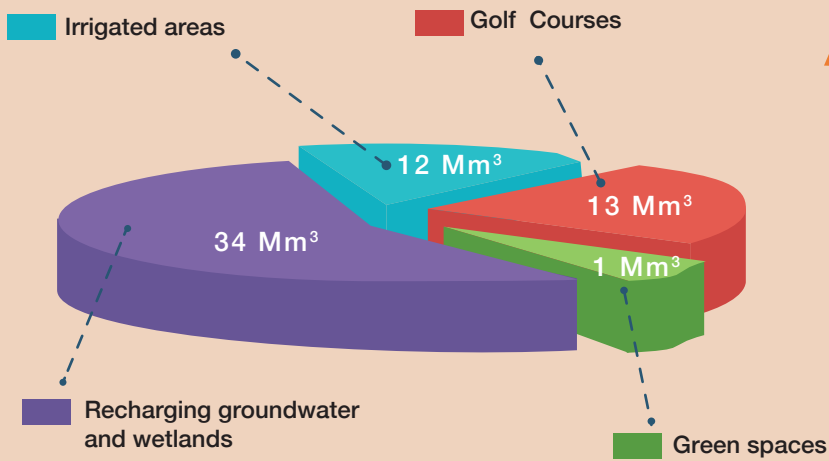 Irrigated areas
Golf Courses
12 Mm³
13 Mm³
34 Mm³
1 Mm³
Recharging groundwater
and wetlands
Green spaces